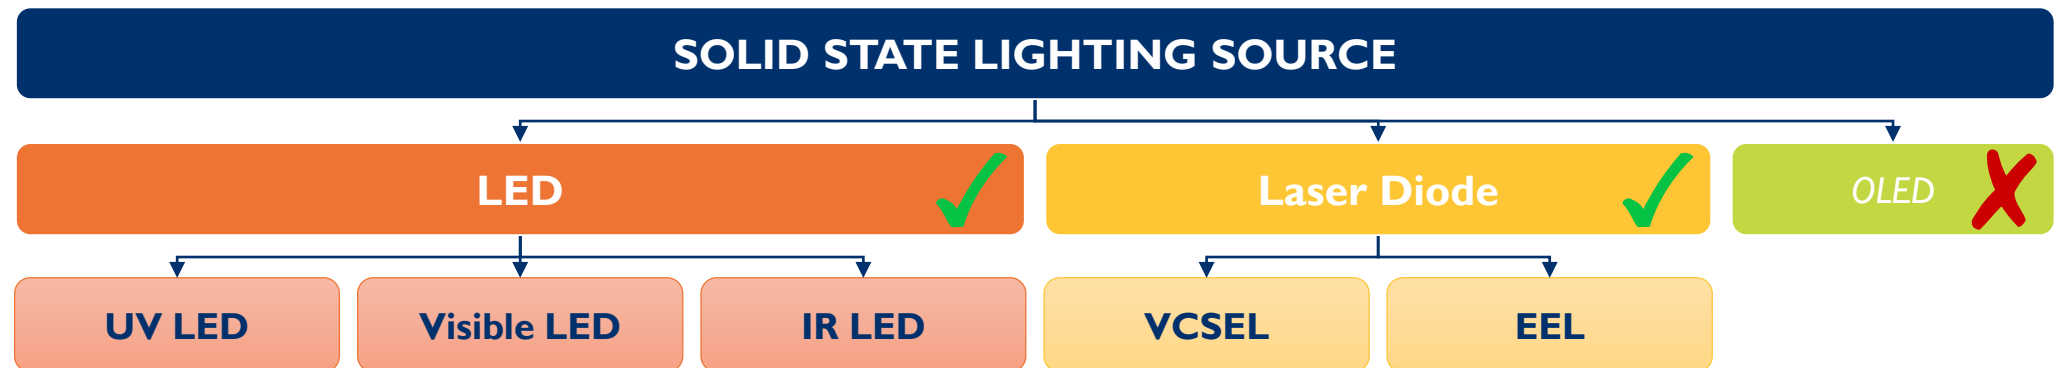 SOLID STATE LIGHTING SOURCE
LED
Laser Diode
OLED
UV LED
Visible LED
IR LED
VCSEL
EEL